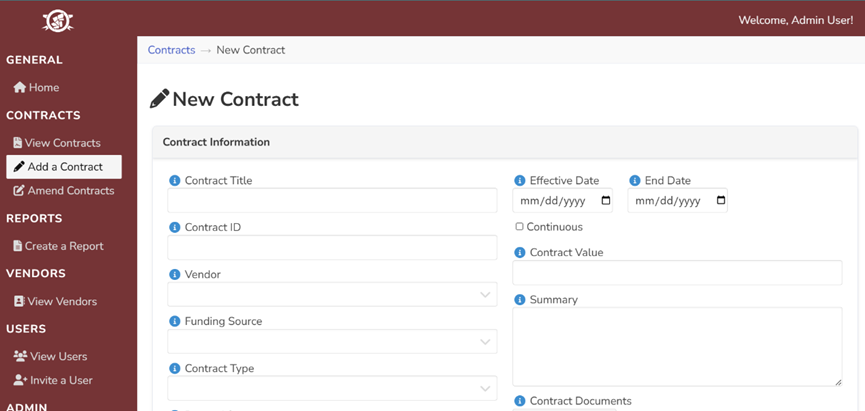 Welcome, Admin User!
GENERAL
Home
CONTRACTS
View Contracts
Add a Contract
Amend Contracts
REPORTS
Create a Report
VENDORS
View Vendors
USERS
View Users
Invite a User
ADMIN
Contracts → New Contract
New Contract
Contract Information
Contract Title
Contract ID
Vendor
Funding Source
Contract Type
Effective Date
End Date
mm/dd/yyyy
mm/dd/yyyy
Continuous
Contract Value
Summary
Contract Documents